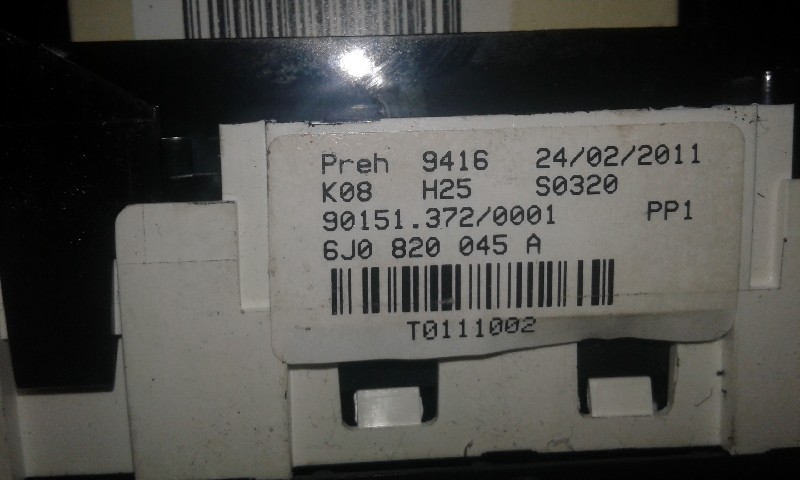 Preh 9416 24/02/2011
K08 H25 S0320
90151.372/0001 PP1
6J0 820 045 A
T0111002